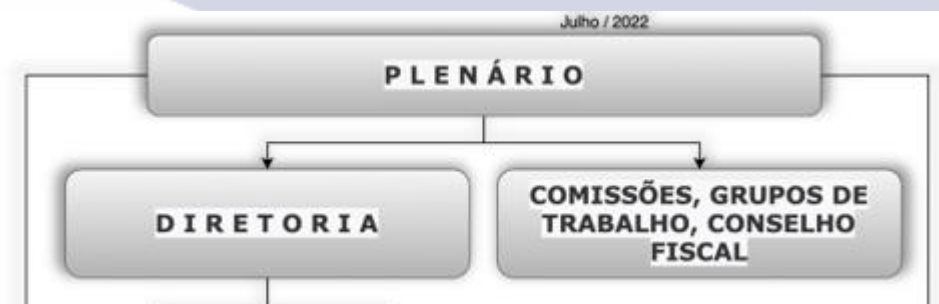 Julho / 2022
PLENÁRIO
DIRETORIA
COMISSÕES, GRUPOS DE
TRABALHO, CONSELHO
FISCAL